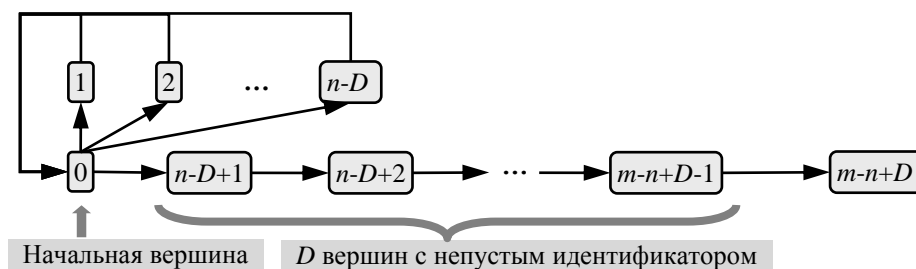 1 2 ... n-D
0 n-D+1 n-D+2 ... m-n+D-1 m-n+D
Начальная вершина D вершин с непустым идентификатором